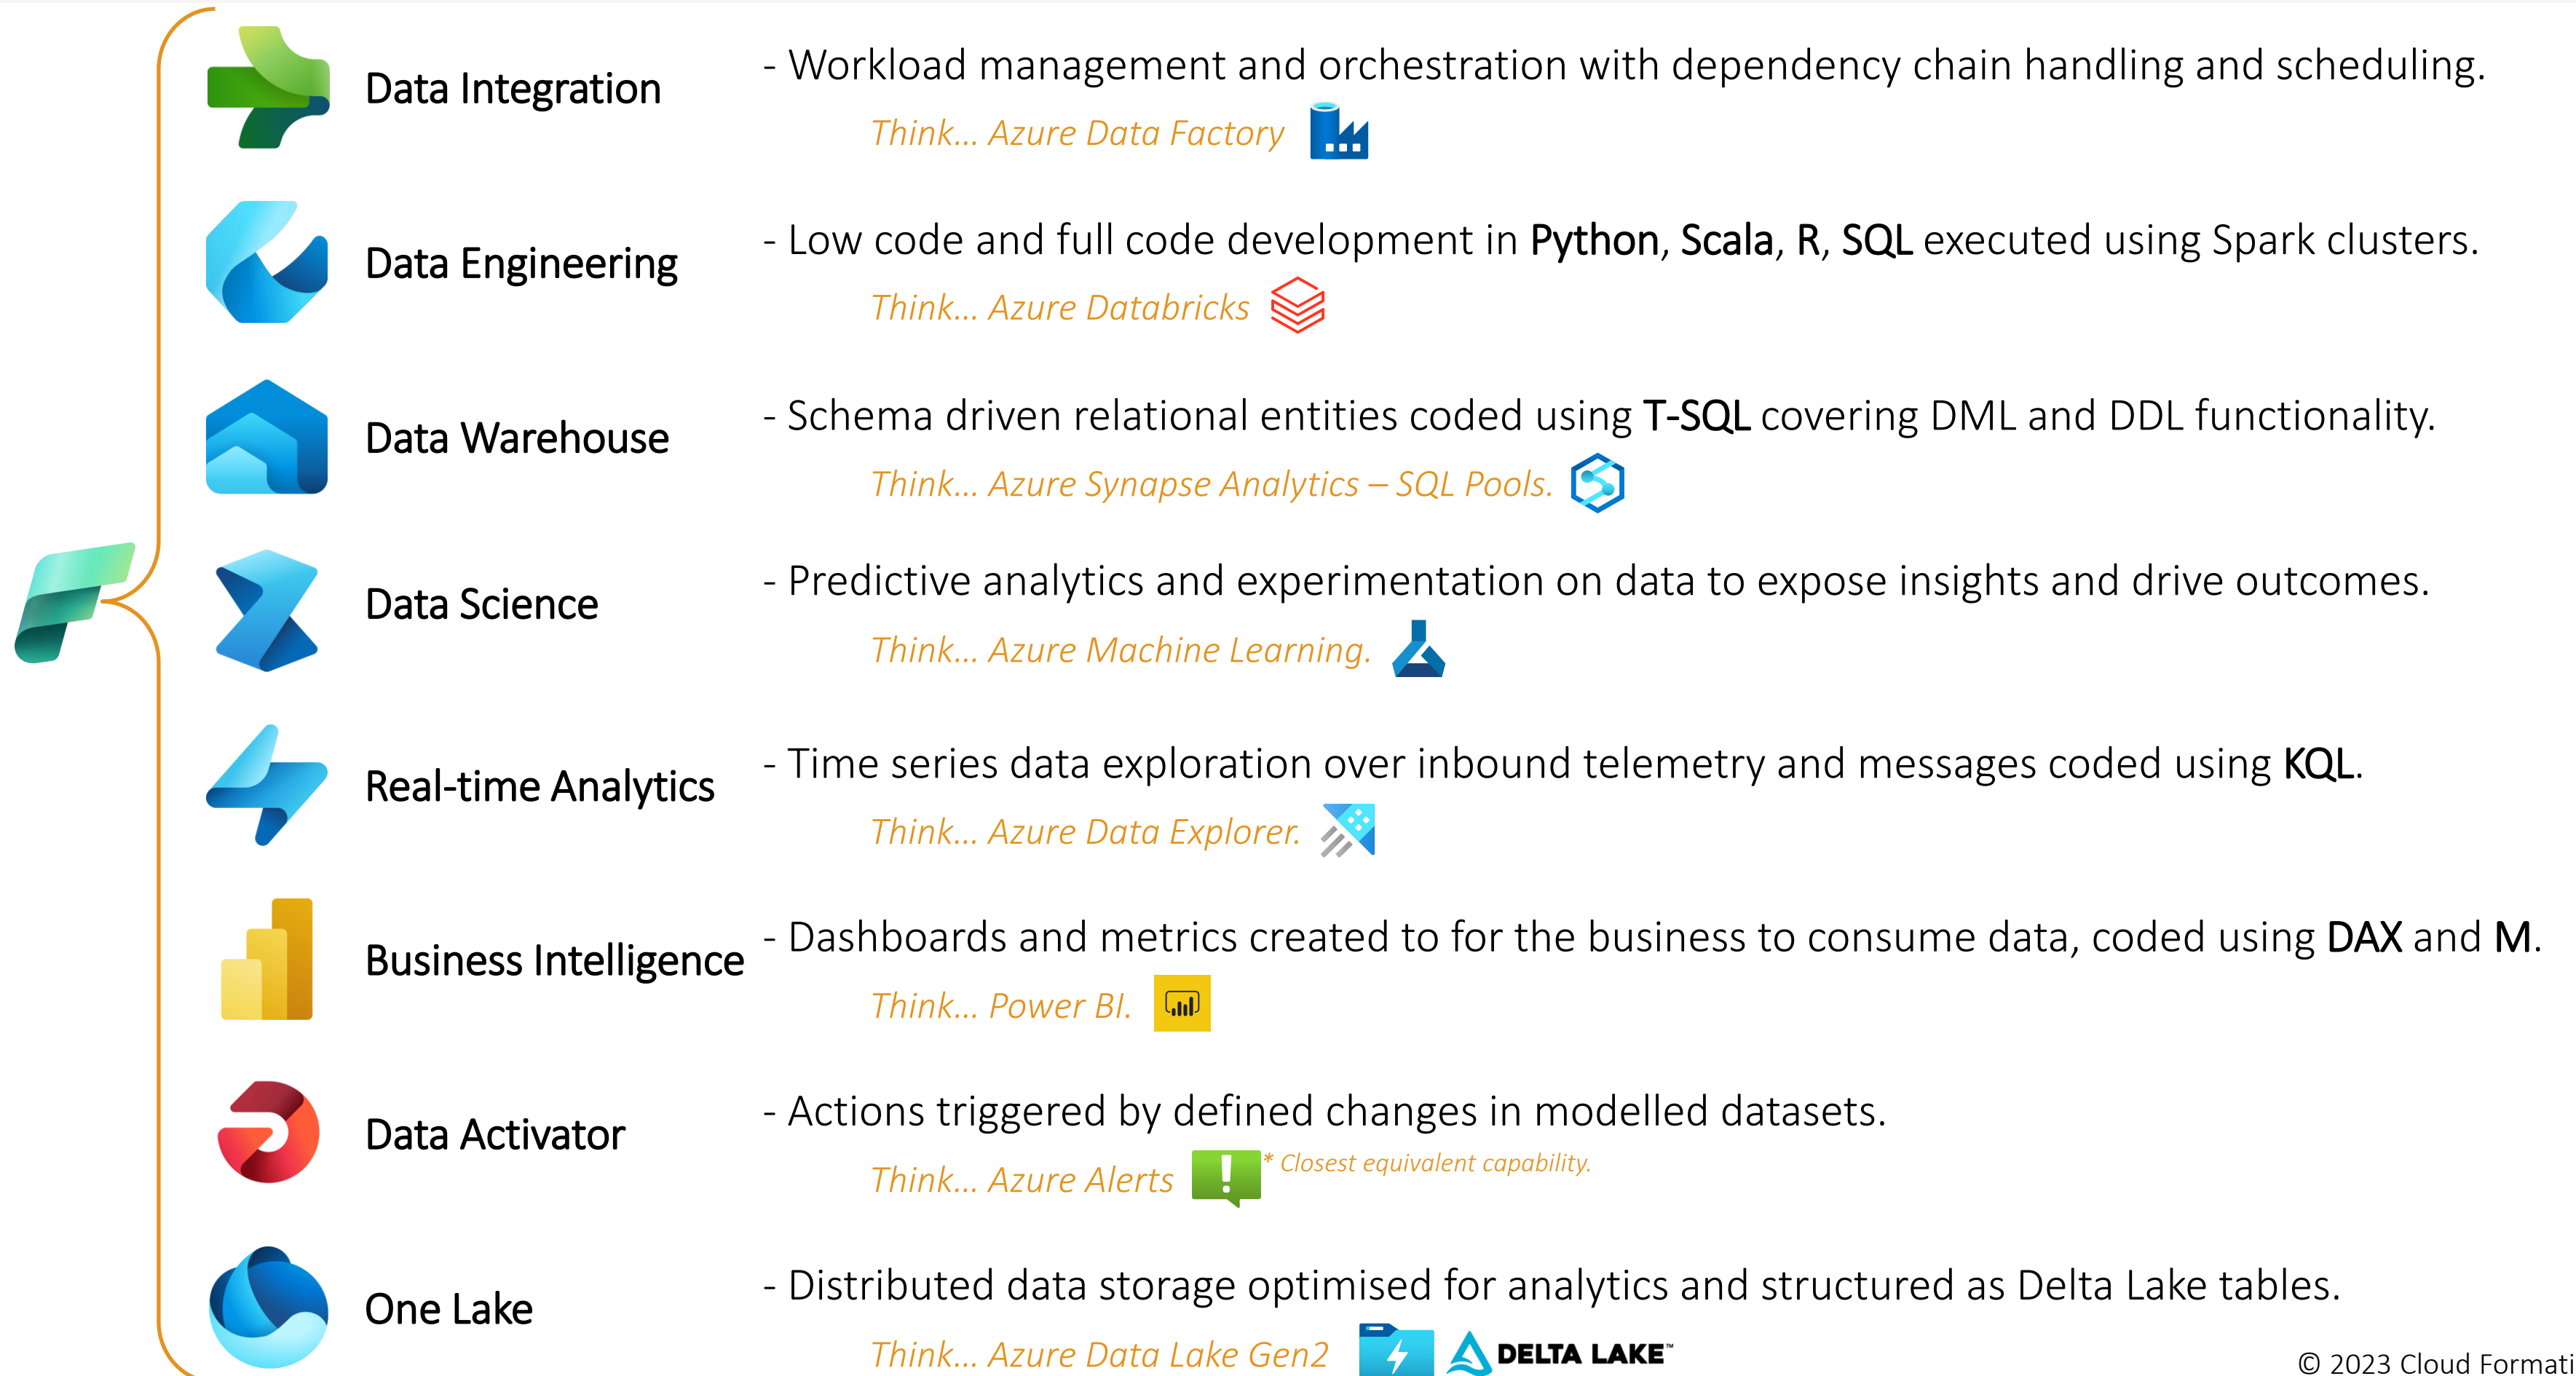 Data Integration
- Workload management and orchestration with dependency chain handling and scheduling.
Think... Azure Data Factory
Data Engineering
- Low code and full code development in Python, Scala, R, SQL executed using Spark clusters.
Think... Azure Databricks
Data Warehouse
- Schema driven relational entities coded using T-SQL covering DML and DDL functionality.
Think... Azure Synapse Analytics – SQL Pools.
Data Science
- Predictive analytics and experimentation on data to expose insights and drive outcomes.
Think... Azure Machine Learning.
Real-time Analytics
- Time series data exploration over inbound telemetry and messages coded using KQL.
Think... Azure Data Explorer.
Business Intelligence
- Dashboards and metrics created to for the business to consume data, coded using DAX and M.
Think... Power BI.
Data Activator
- Actions triggered by defined changes in modelled datasets.
Think... Azure Alerts
* Closest equivalent capability.
One Lake
- Distributed data storage optimised for analytics and structured as Delta Lake tables.
Think... Azure Data Lake Gen2
DELTA LAKE™
© 2023 Cloud Formati